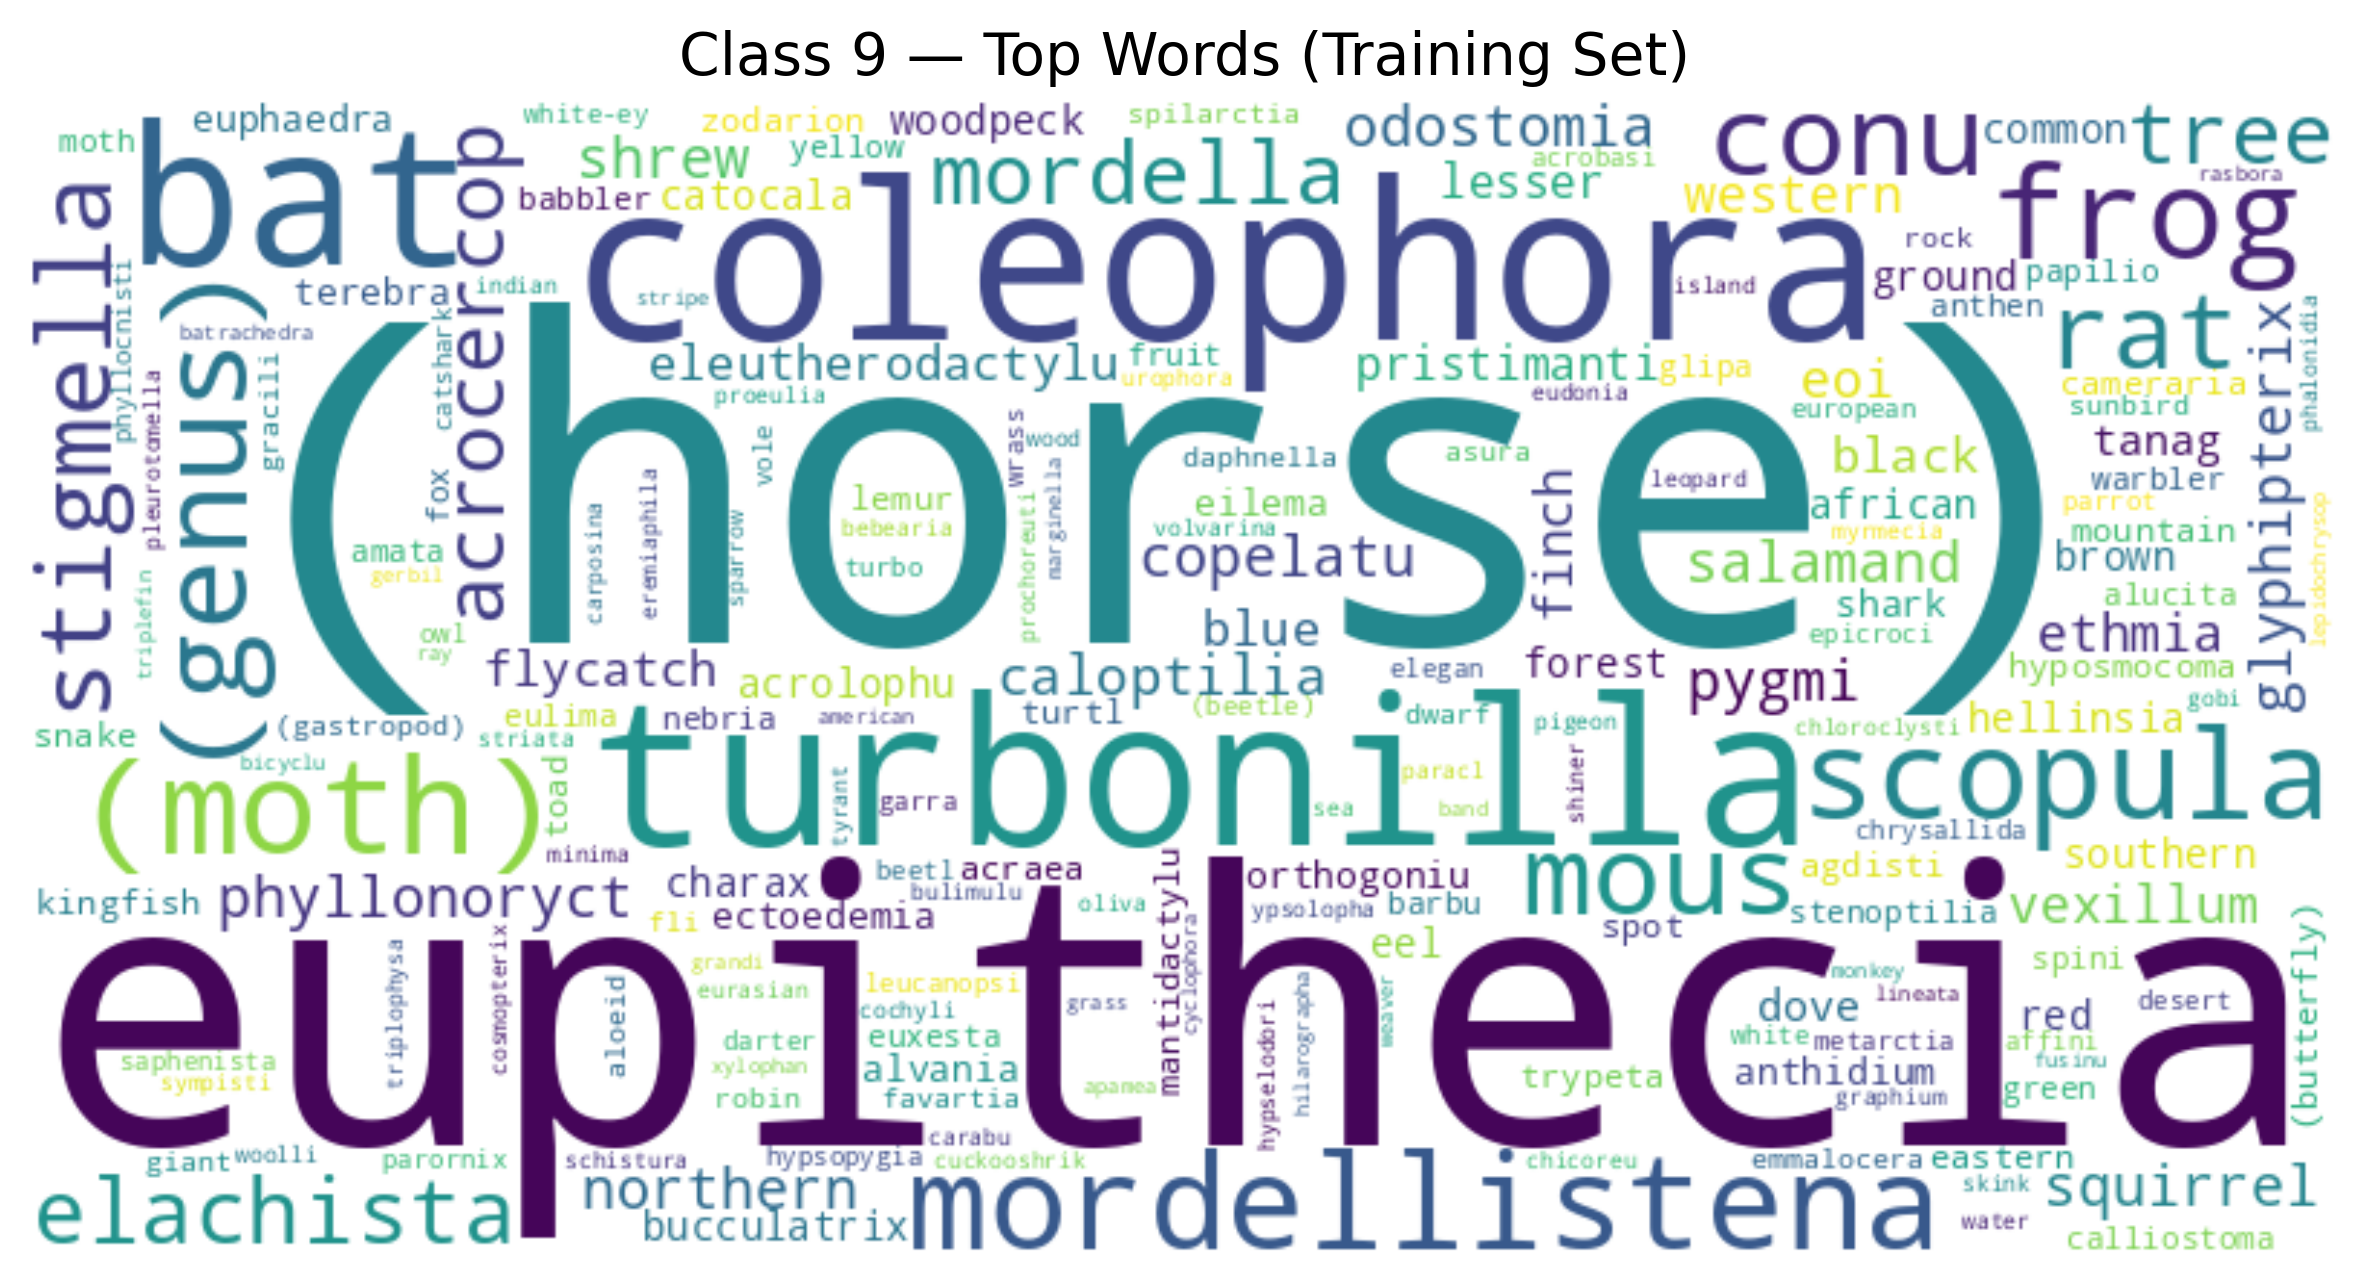 Class 9 — Top Words (Training Set)
moth
euphaedra
white-ey
zodarion
woodpeck
spilarctia
odostomia
conu
common
tree
bat
shrew
yellow
mordella
acrobasi
lesser
western
rasbora
frog
babbler
catocala
stigmella
acrocercop
coleophora
rock
ground
papilio
phyllocnisti
terebra
indian
stripe
island
anthen
rat
glyphipterix
phalonidia
batrachedra
(genus)
gracilli
catshark
eleutherodactylu
fruit
urophora
pristimanti
glipa
eoi
cameraria
proeulia
eudonia
european
sunbird
pleurotomella
(horse)
vole
wrass
wood
daphnella
asura
leopard
black
tanag
warbler
fox
lemur
bebearia
turbo
carposina
eremiaphila
sparrow
prochoreuti
marginella
eilema
volvarina
copelatu
finch
african
myrmecia
salamand
parrot
mountain
brown
lepidochrysop
amata
gerbil
triplefin
owl
ray
blue
shark
epicroci
alucita
ethmia
flycatch
acrolophu
caloptilia
elegan
forest
pygmi
hyposmocoma
gobi
snake
(gastropod)
eulima
striata
nebria
american
turtl
(beetle)
dwarf
pigeon
chloroclysti
hellinsia
bicyclu
(moth)
toad
turbonilla
tyrant
garra
sea
paracl
band
shiner
scopula
chrysallida
minima
kingfish
phyllonoryct
charax
beetl
acraea
bulimulu
fli
ectoedemia
oliva
mantidactylu
orthogoniu
ypsolopha
barbu
mous
agdisti
southern
stenoptilia
vexillum
eel
spot
eupithecia
triplophysa
cosmopterix
aloeid
grandi
eurasian
leucanopsi
cochyli
grass
cyclophora
hypselodori
hilarographa
weaver
monkey
lineata
spini
dove
red
desert
(butterfly)
saphenista
sympisti
darter
xylophan
robin
euxesta
alvania
favartia
apamea
trypeta
white
metarctia
anthidium
graphium
affini
fusinu
green
giant
woolli
parornix
schistura
carabu
hypsopygia
cuckooshrik
chicoreu
emmalocera
eastern
elachista
northern
bucculatrix
mordellistena
skink
squirrel
water
calliostoma